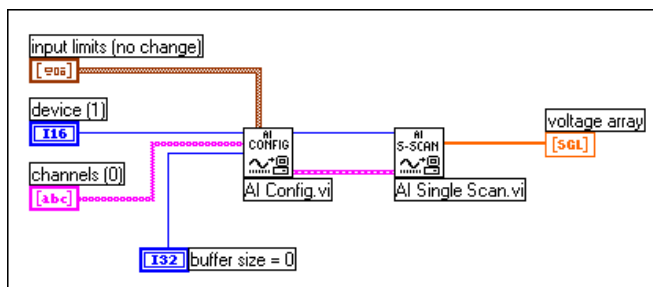 input limits (no change)
device (1)
I16
channels (0)
[abc]
AI
CONFIG
AI Config.vi
I32 buffer size = 0
AI
S-SCAN
AI Single Scan.vi
voltage array
[SGL]